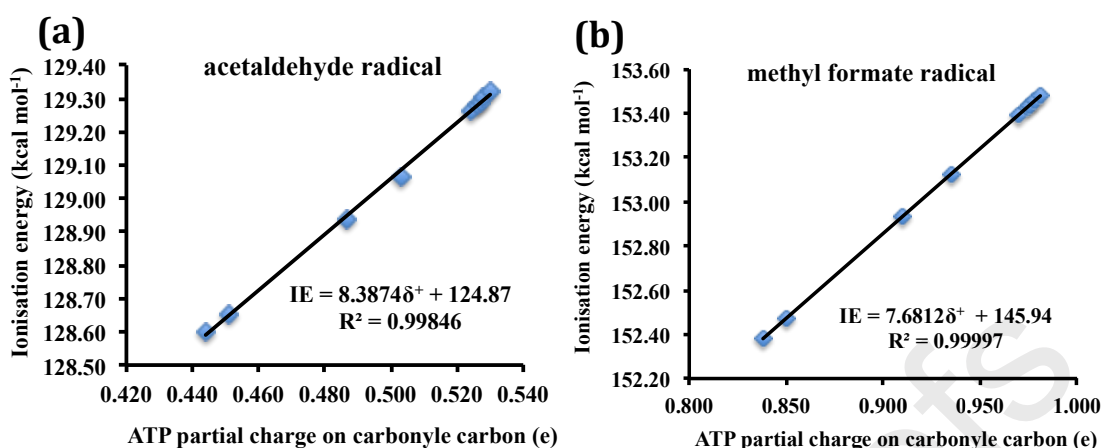 (a)
acetaldehyde radical
Ionisation energy (kcal mol-1)
129.40
129.30
129.20
129.10
129.00
128.90
128.80
128.70
128.60
128.50
IE = 8.3874δ+ + 124.87
R² = 0.99846
0.420 0.440 0.460 0.480 0.500 0.520 0.540
ATP partial charge on carbonyle carbon (e)
(b)
methyl formate radical
Ionisation energy (kcal mol-1)
153.60
153.40
153.20
153.00
152.80
152.60
152.40
152.20
IE = 7.6812δ+ + 145.94
R² = 0.99997
0.800 0.850 0.900 0.950 1.000
ATP partial charge on carbonyle carbon (e)